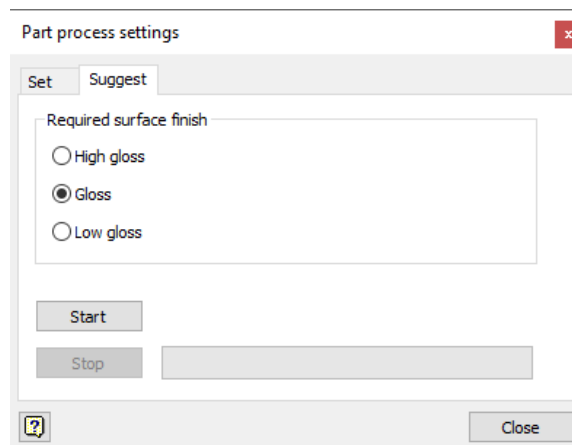 Part process settings
x
Set
Suggest
Required surface finish
High gloss
Gloss
Low gloss
Start
Stop
?
Close